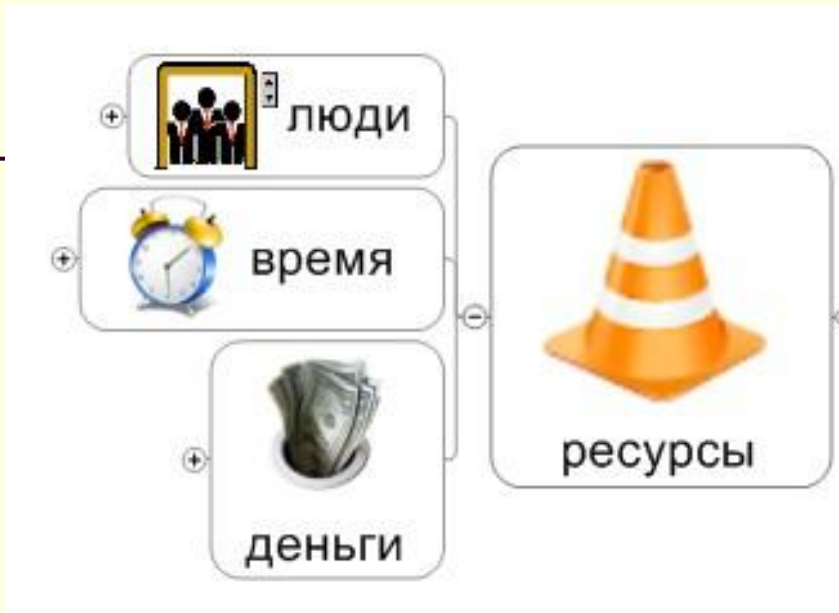 люди
время
деньги
ресурсы